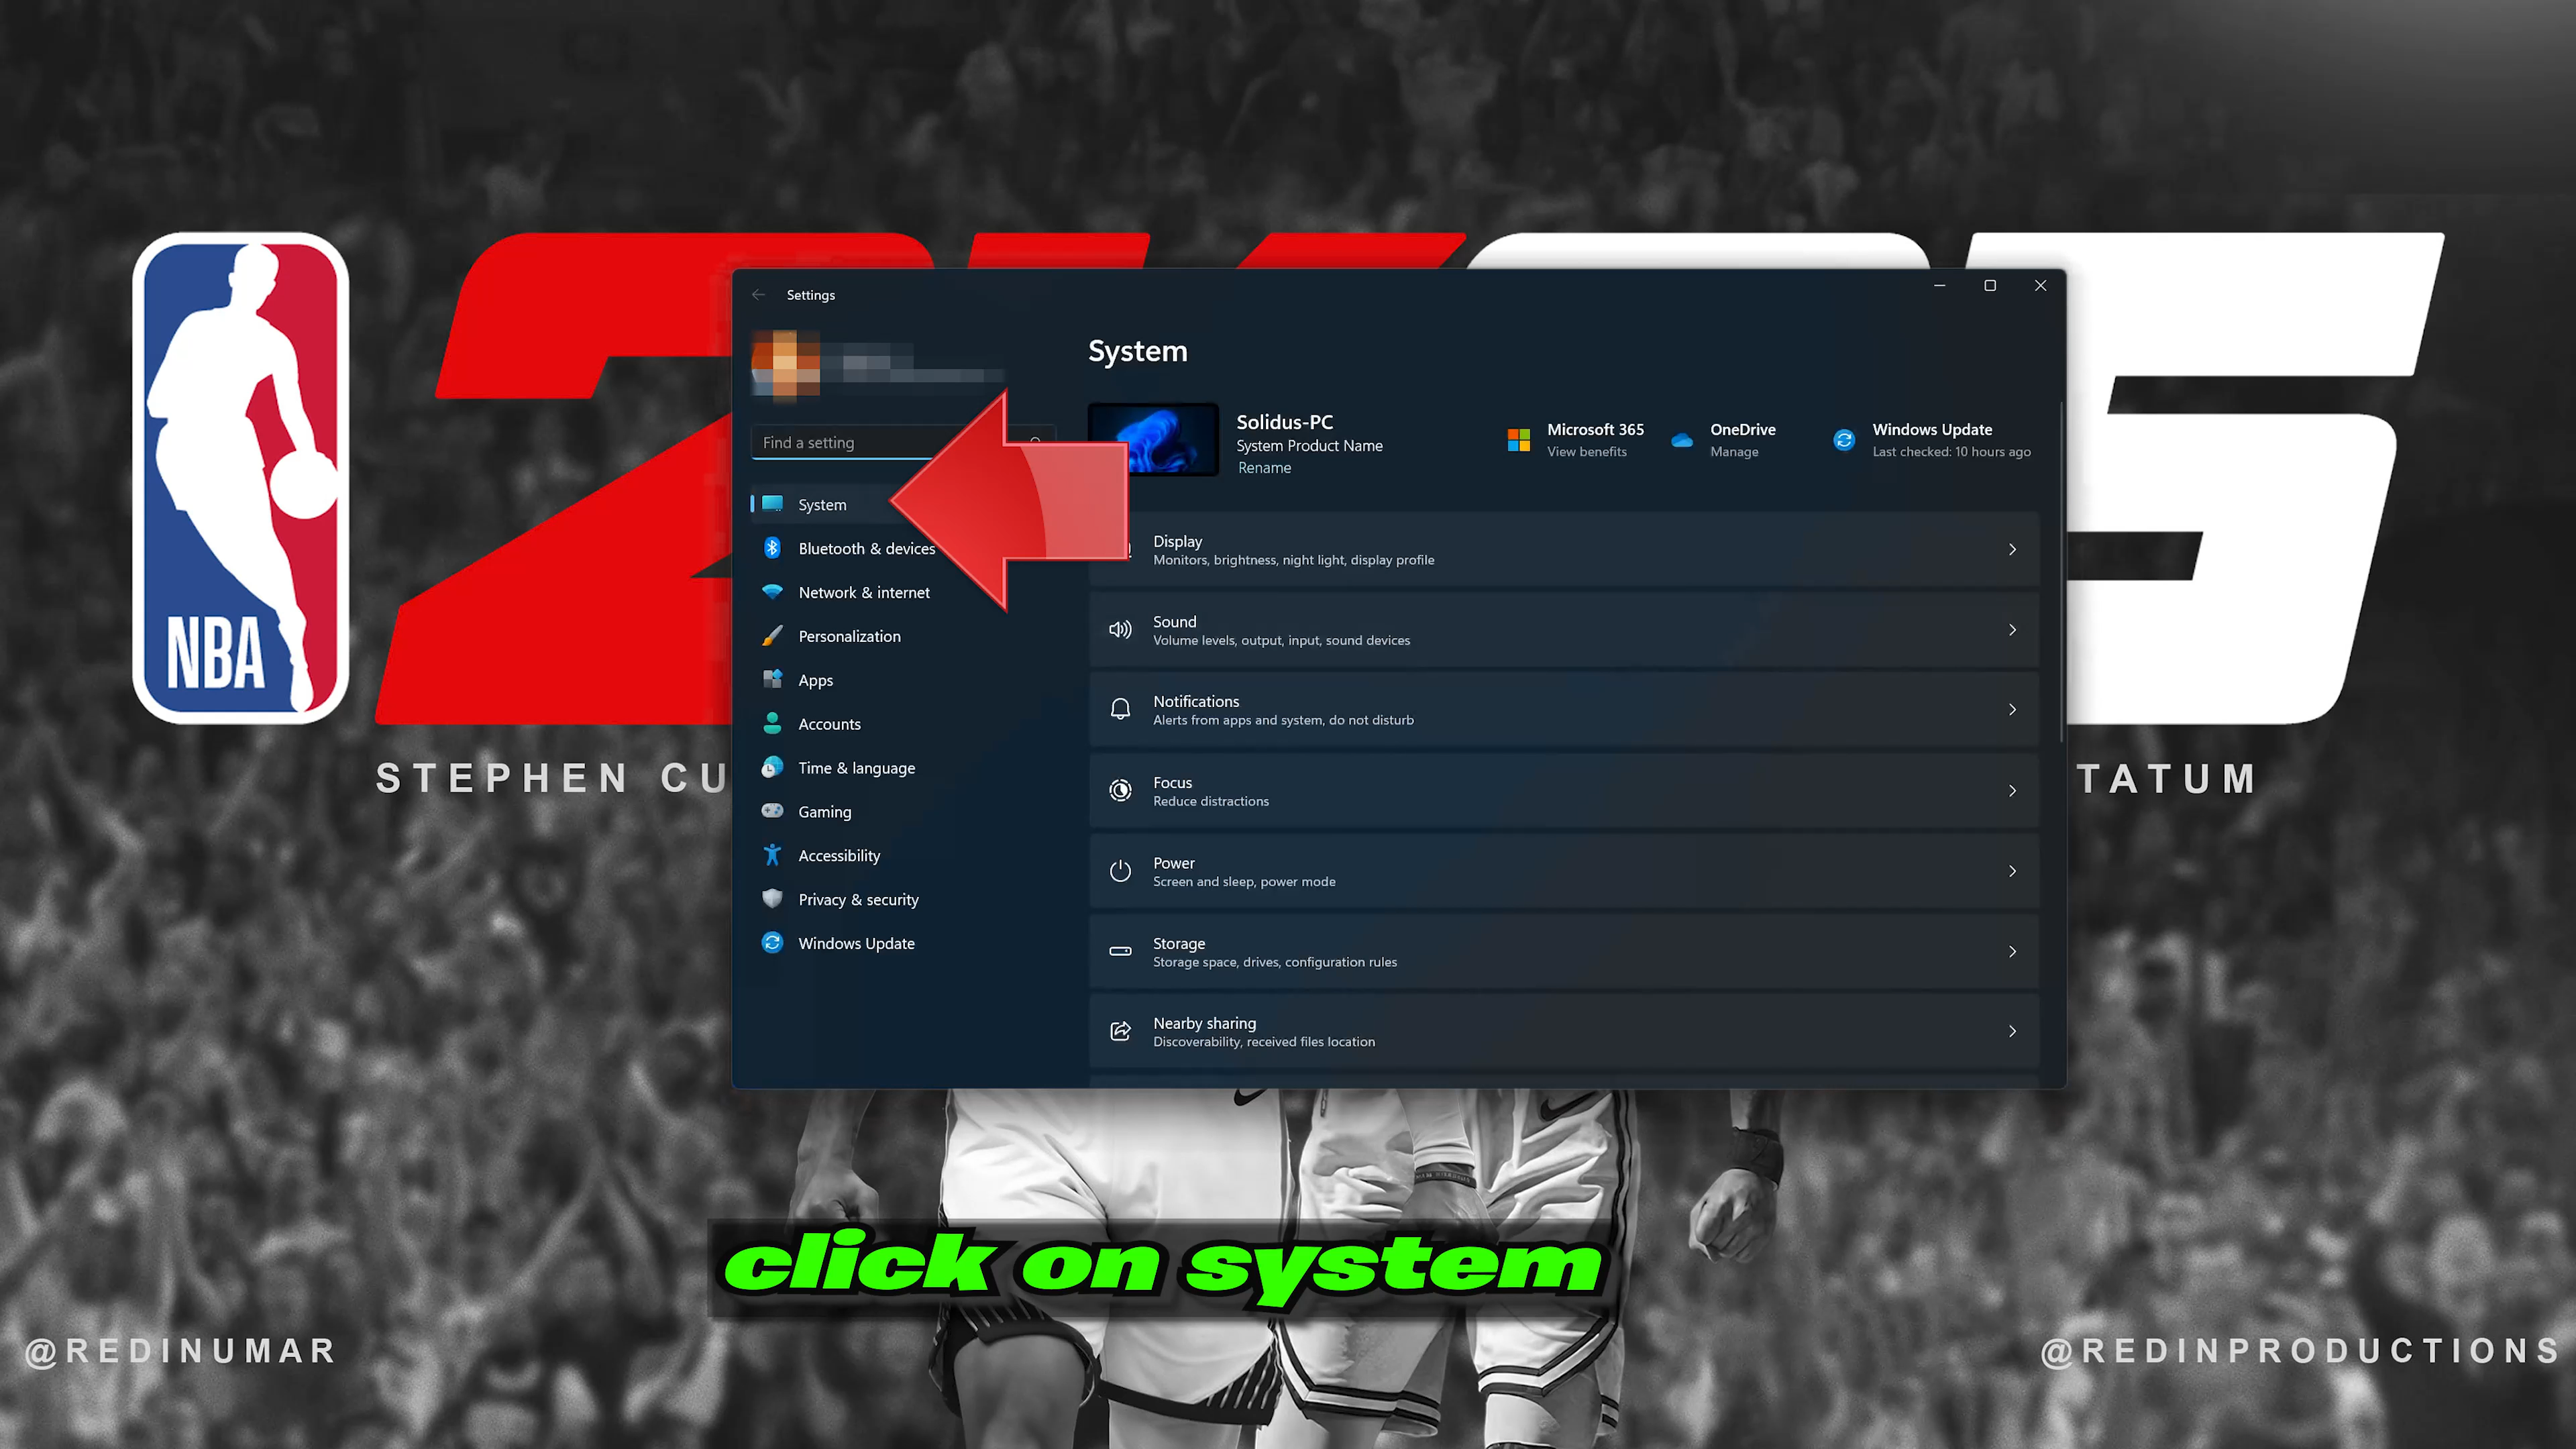 NBA
STEPHEN CU
TATUM
Settings
Find a setting
System
Bluetooth & devices
Network & internet
Personalization
Apps
Accounts
Time & language
Gaming
Accessibility
Privacy & security
Windows Update
System
Solidus-PC
System Product Name
Rename
Microsoft 365
View benefits
OneDrive
Manage
Windows Update
Last checked: 10 hours ago
Display
Monitors, brightness, night light, display profile
Sound
Volume levels, output, input, sound devices
Notifications
Alerts from apps and system, do not disturb
Focus
Reduce distractions
Power
Screen and sleep, power mode
Storage
Storage space, drives, configuration rules
Nearby sharing
Discoverability, received files location
click on system
@REDINUMAR
@REDINPRODUCTIONS